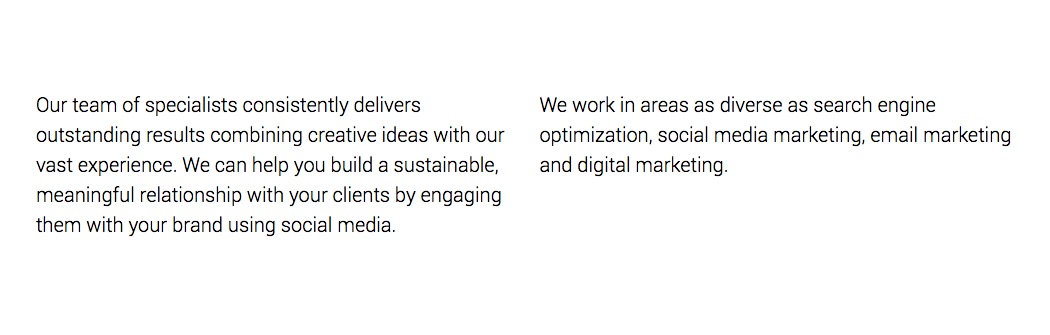 Our team of specialists consistently delivers
outstanding results combining creative ideas with our
vast experience. We can help you build a sustainable,
meaningful relationship with your clients by engaging
them with your brand using social media.
We work in areas as diverse as search engine
optimization, social media marketing, email marketing
and digital marketing.